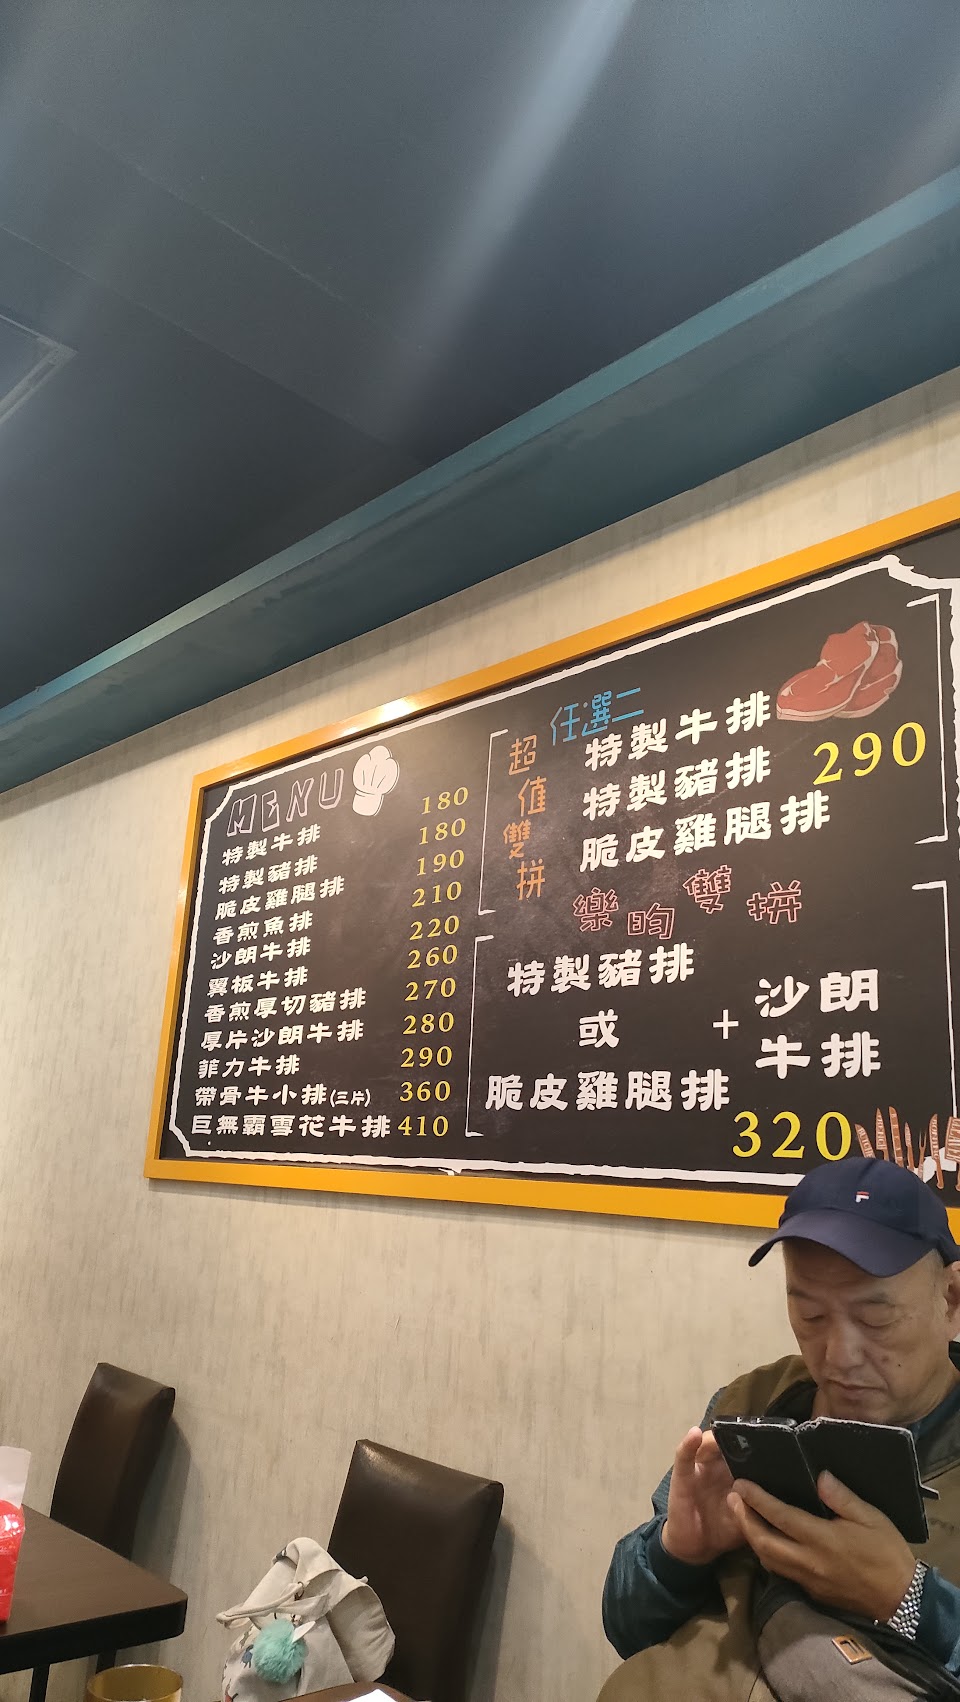 MENU
特製牛排 180
特製豬排 180
脆皮雞腿排 190
香煎魚排 210
沙朗牛排 220
翼板牛排 260
香煎厚切豬排 270
厚片沙朗牛排 280
菲力牛排 290
帶骨牛小排(三片) 360
巨無霸雪花牛排 410
超值雙拼
任選二
特製牛排
特製豬排
脆皮雞腿排
290
樂昀雙拼
特製豬排
或
脆皮雞腿排
+
沙朗
牛排
320
F